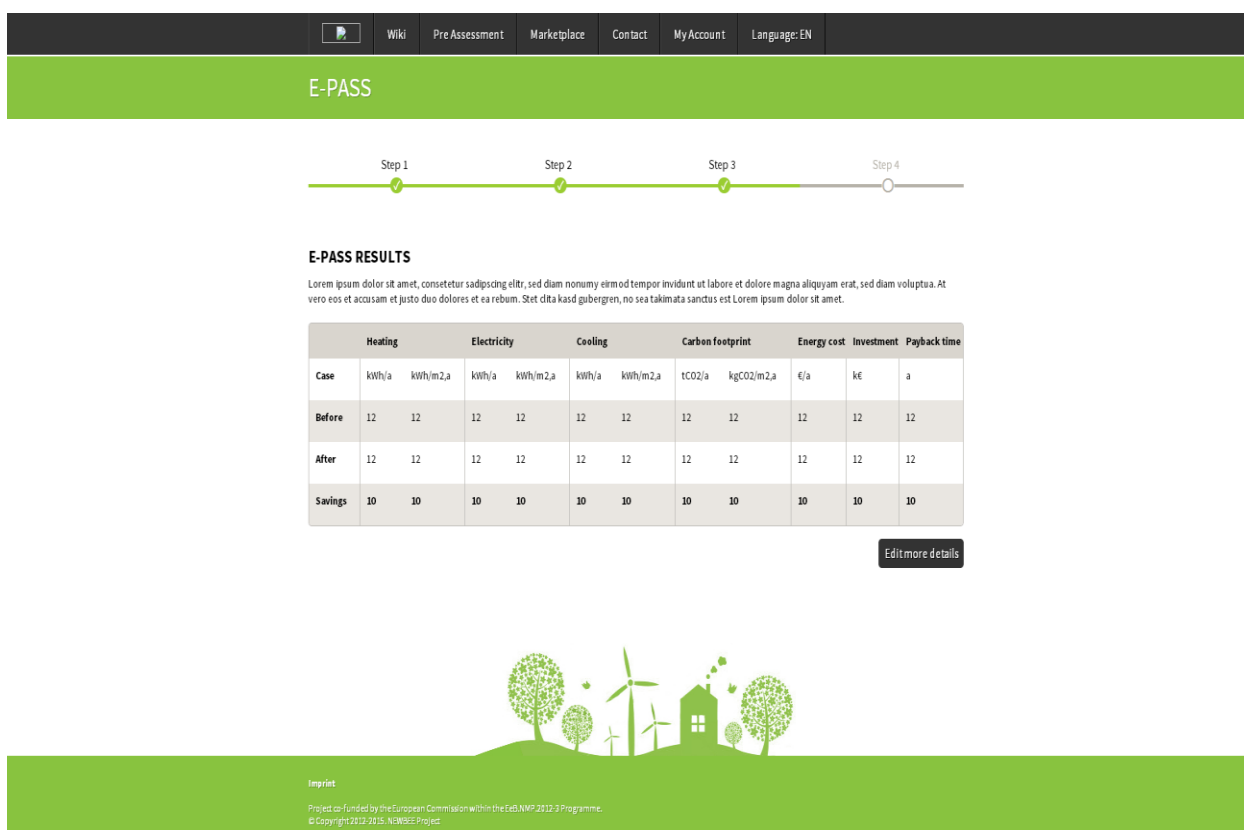 Wiki Pre Assessment Marketplace Contact My Account Language: EN
E-PASS
Step 1 Step 2 Step 3 Step 4
E-PASS RESULTS
Lorem ipsum dolor sit amet, consetetur sadipscing elitr, sed diam nonumy eirmod tempor invidunt ut labore et dolore magna aliquyam erat, sed diam voluptua. At
vero eos et accusam et justo duo dolores et ea rebum. Stet clita kasd gubergren, no sea takimata sanctus est Lorem ipsum dolor sit amet.
Heating Electricity Cooling Carbon footprint Energy cost Investment Payback time
Case kWh/a kWh/m2,a kWh/a kWh/m2,a kWh/a kWh/m2,a tCO2/a kgCO2/m2,a €/a k€ a
Before 12 12 12 12 12 12 12 12 12 12 12
After 12 12 12 12 12 12 12 12 12 12 12
Savings 10 10 10 10 10 10 10 10 10 10 10
Edit more details
Imprint
Project co-funded by the European Commission within the EeB.NMP.2012-3 Programme.
© Copyright 2012-2015. NEWBEE Project